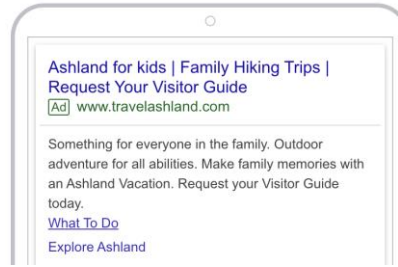 Ashland for kids | Family Hiking Trips |
Request Your Visitor Guide
Ad www.travelashland.com
Something for everyone in the family. Outdoor
adventure for all abilities. Make family memories with
an Ashland Vacation. Request your Visitor Guide
today.
What To Do
Explore Ashland